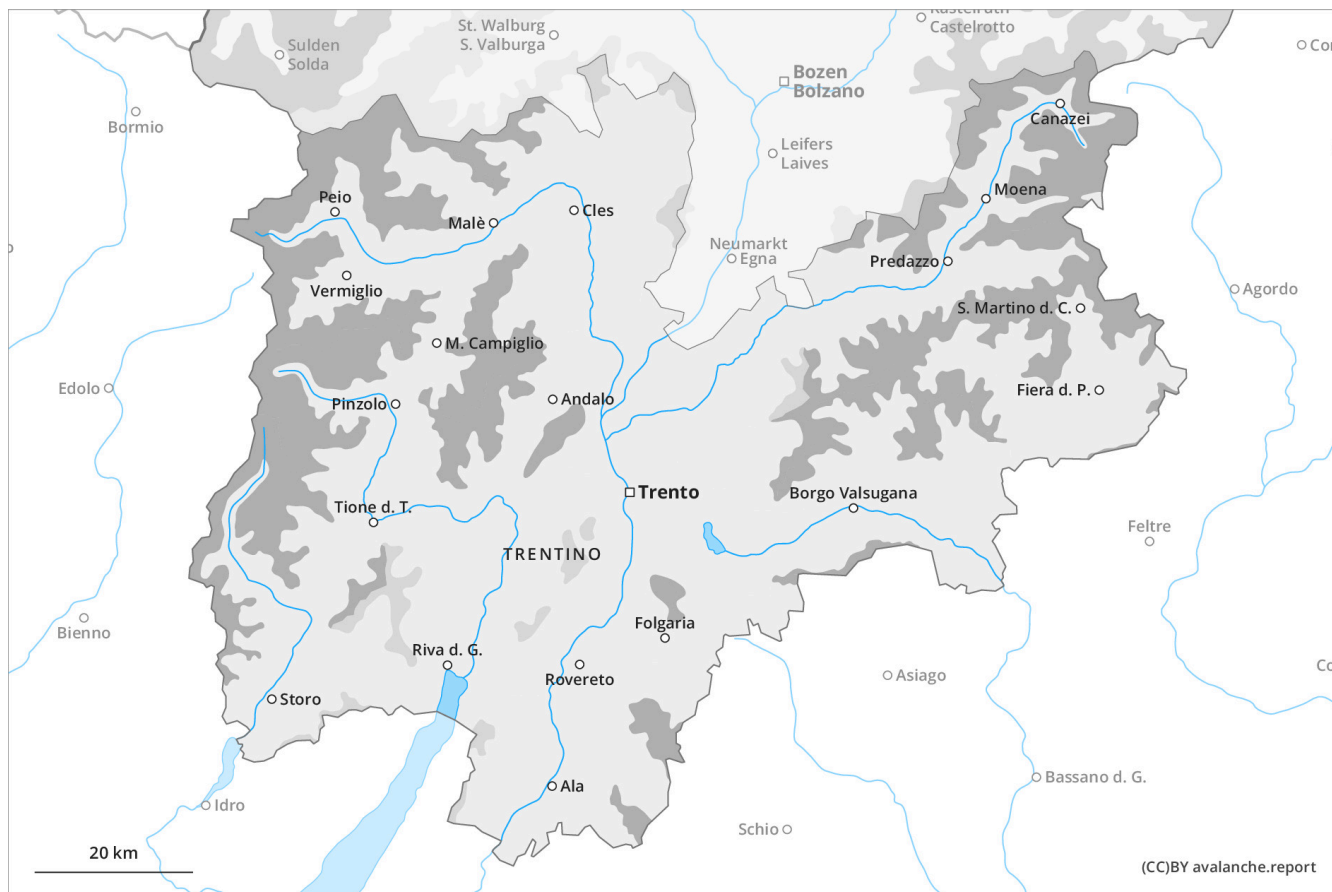 St. Walburg
S. Valburga
Castelrotto
Sulden
Solda
Bozen
Bolzano
Bormio
Canazei
Leifers
Laives
Moena
Peio
Malè
Cles
Neumarkt
Egna
Predazzo
Vermiglio
Agordo
S. Martino d. C.
M. Campiglio
Edolo
Pinzolo
Andalo
Fiera d. P.
Trento
Borgo Valsugana
Tione d. T.
Feltre
TRENTINO
Bienno
Folgaria
Riva d. G.
Rovereto
Asiago
Storo
Ala
Bassano d. G.
Idro
Schio
20 km
(CC)BY avalanche.report